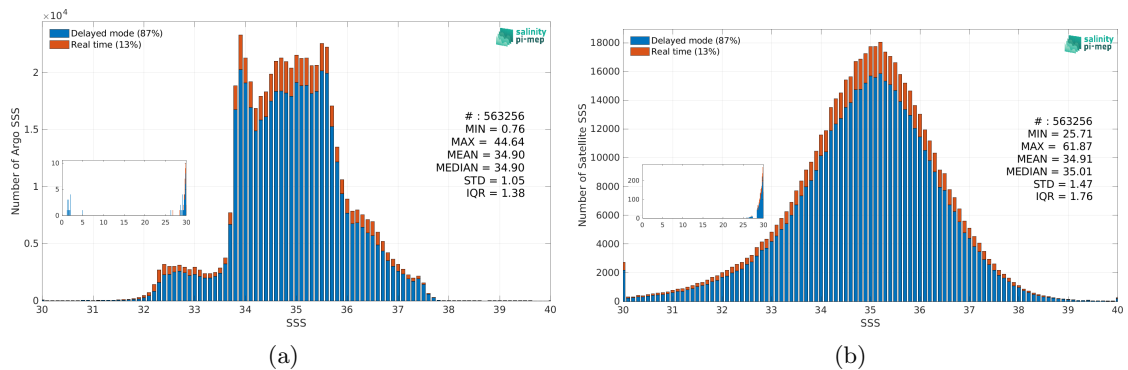 ×10⁴
Delayed mode (87%)
Real time (13%)
salinity
pi-mep
Number of Argo SSS
2
1.5
1
0.5
0
# : 563256
MIN = 0.76
MAX = 44.64
MEAN = 34.90
MEDIAN = 34.90
STD = 1.05
IQR = 1.38
10
5
0
0 5 10 15 20 25 30
30 31 32 33 34 35 36 37 38 39 40
SSS
(a)
Delayed mode (87%)
Real time (13%)
salinity
pi-mep
Number of Satellite SSS
18000
16000
14000
12000
10000
8000
6000
4000
2000
0
# : 563256
MIN = 25.71
MAX = 61.87
MEAN = 34.91
MEDIAN = 35.01
STD = 1.47
IQR = 1.76
200
100
0
0 5 10 15 20 25 30
30 31 32 33 34 35 36 37 38 39 40
SSS
(b)